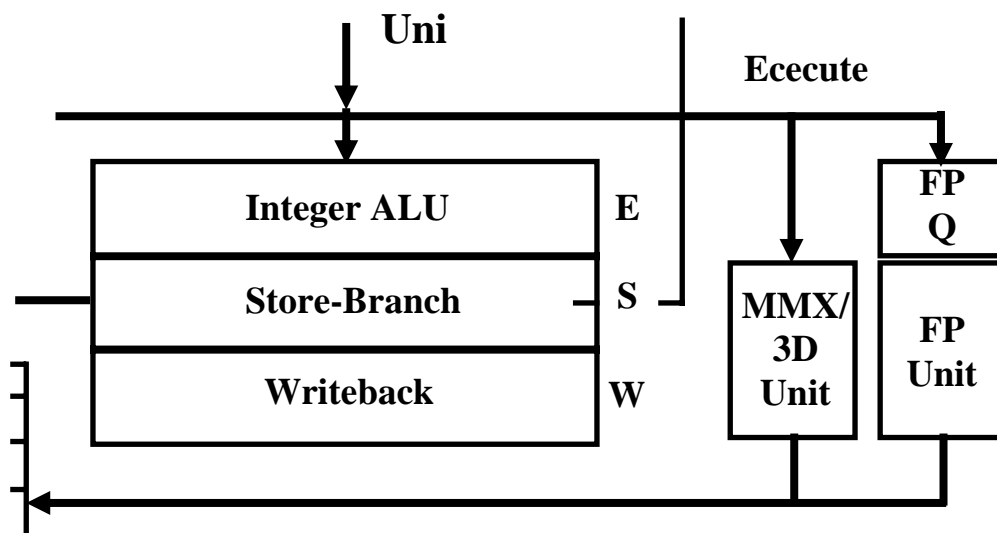 Uni
Ececute
Integer ALU
E
FP
Q
Store-Branch
S
MMX/
3D
Unit
FP
Unit
Writeback
W